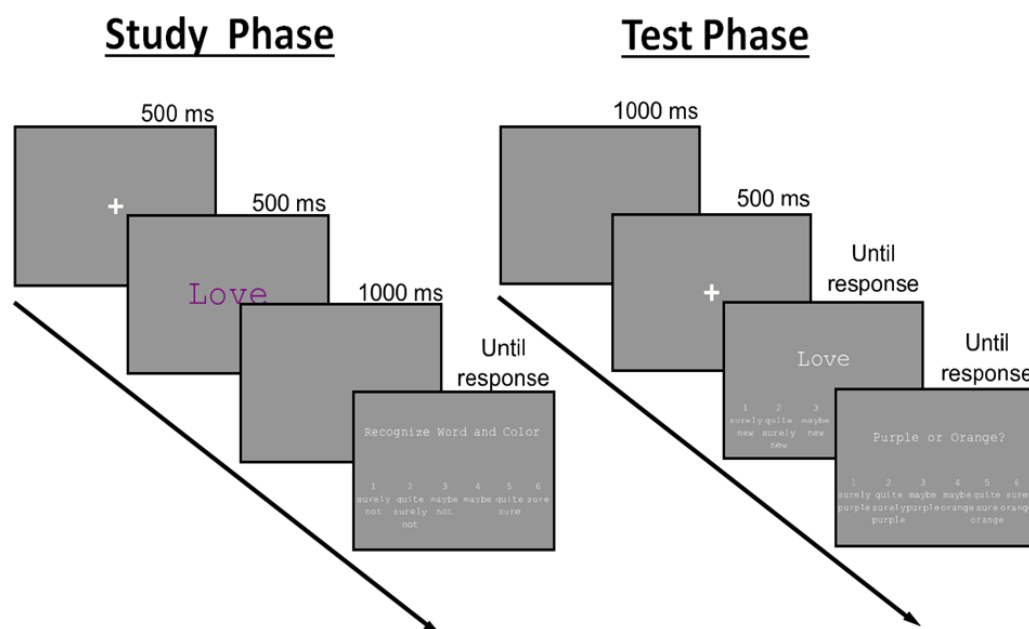 Study Phase
Test Phase
500 ms
+
500 ms
Love
1000 ms
Until
response
Recognize Word and Color
1 2 3 4 5 6
surely quite maybe maybe quite sure
not surely not. sure
not
1000 ms
500 ms
+
Until
response
Love
1 2 3
surely quite maybe
new surely new
new
Until
response
Purple or Orange?
1 2 3 4 5 6
surely quite maybe maybe quite sure
purple surely purple orange sure orange
purple orange